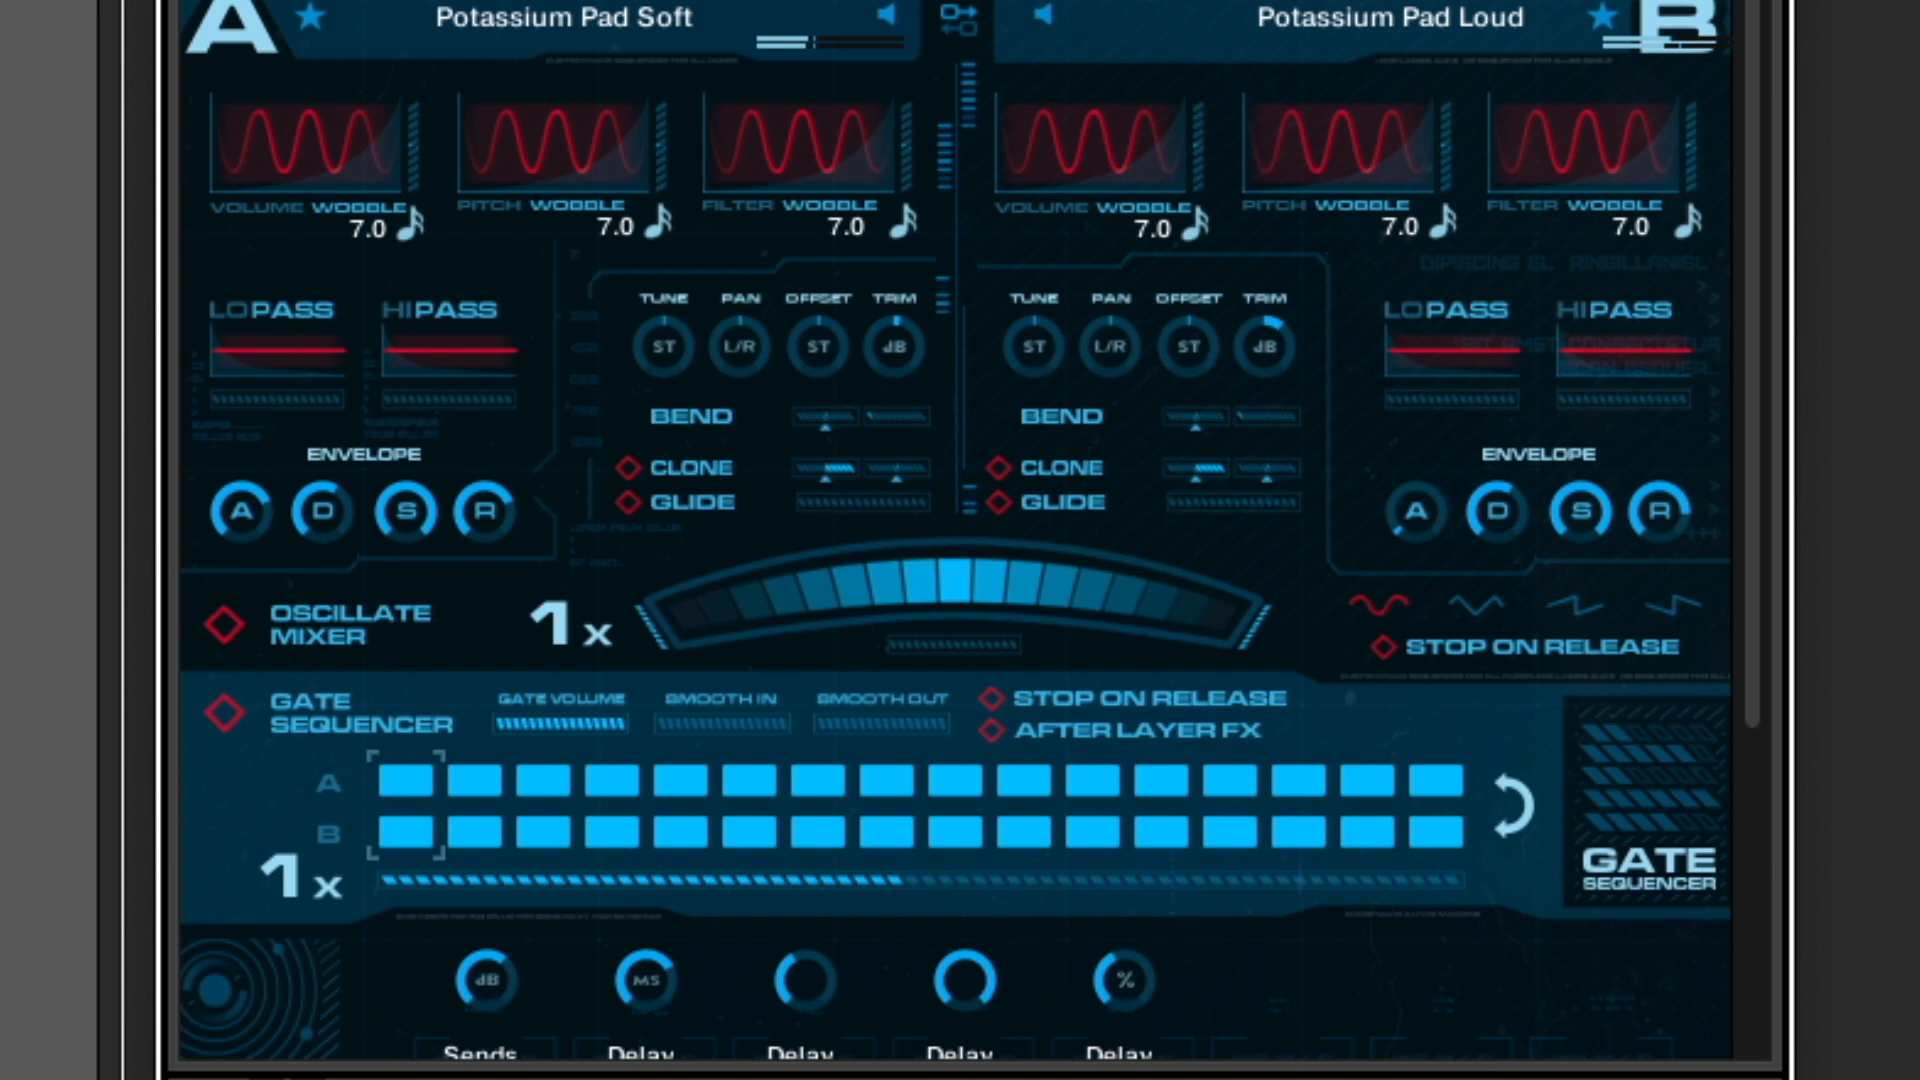 A
Potassium Pad Soft
Potassium Pad Loud
B
VOLUME WOBBLE
PITCH WOBBLE
FILTER WOBBLE
VOLUME WOBBLE
PITCH WOBBLE
FILTER WOBBLE
7.0
7.0
7.0
7.0
7.0
7.0
LOPASS
HIPASS
TUNE
PAN
OFFSET
TRIM
TUNE
PAN
OFFSET
TRIM
LOPASS
HIPASS
ST
L/R
ST
dB
ST
L/R
ST
dB
BEND
BEND
ENVELOPE
CLONE
CLONE
ENVELOPE
A
D
S
R
GLIDE
GLIDE
A
D
S
R
OSCILLATE
MIXER
1x
STOP ON RELEASE
GATE
SEQUENCER
GATE VOLUME
SMOOTH IN
SMOOTH OUT
STOP ON RELEASE
AFTER LAYER FX
A
B
1x
GATE
SEQUENCER
dB
MS
%
Sends
Delay
Delay
Delay
Delay